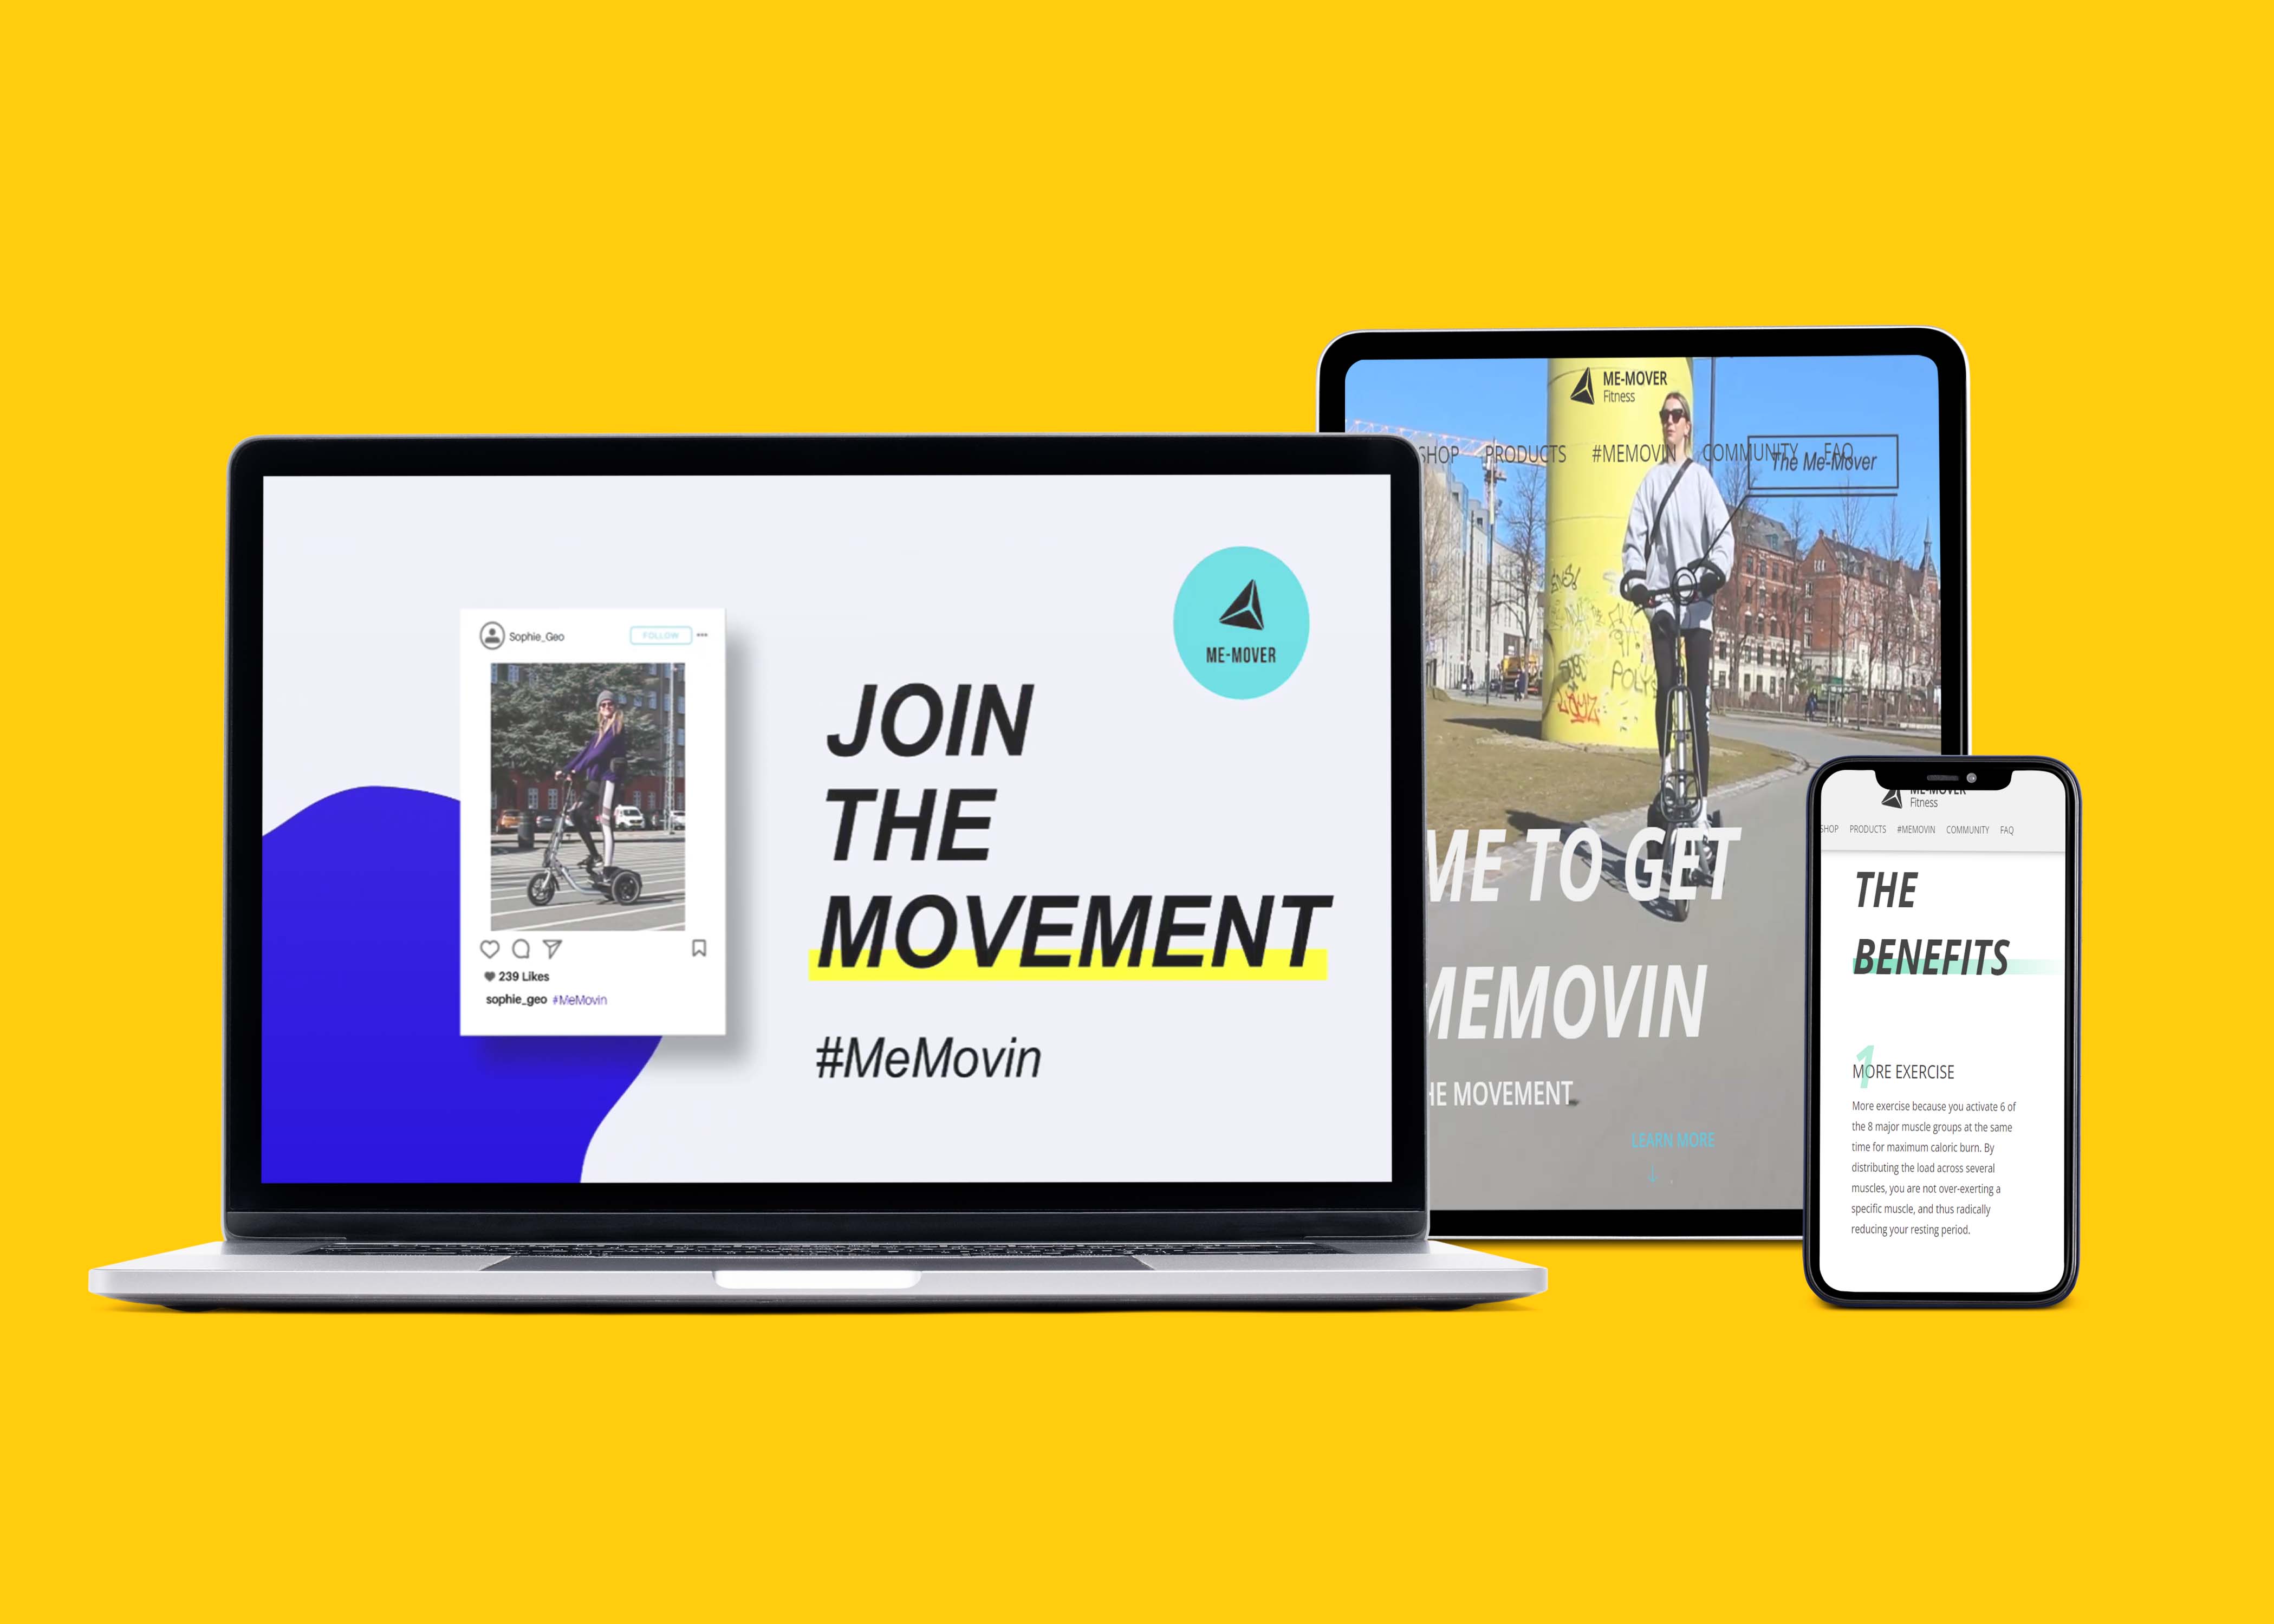 Sophie_Geo
FOLLOW
239 Likes
sophie_geo #MeMovin
ME-MOVER
JOIN
THE
MOVEMENT
#MeMovin
ME-MOVER
Fitness
SHOP PRODUCTS #MEMOVIN COMMUNITY FAQ
The Me-Mover
POLYS
ME TO GET
MEMOVIN
HE MOVEMENT
LEARN MORE
ME-MOVER
Fitness
SHOP PRODUCTS #MEMOVIN COMMUNITY FAQ
THE
BENEFITS
1
MORE EXERCISE
More exercise because you activate 6 of
the 8 major muscle groups at the same
time for maximum caloric burn. By
distributing the load across several
muscles, you are not over-exerting a
specific muscle, and thus radically
reducing your resting period.